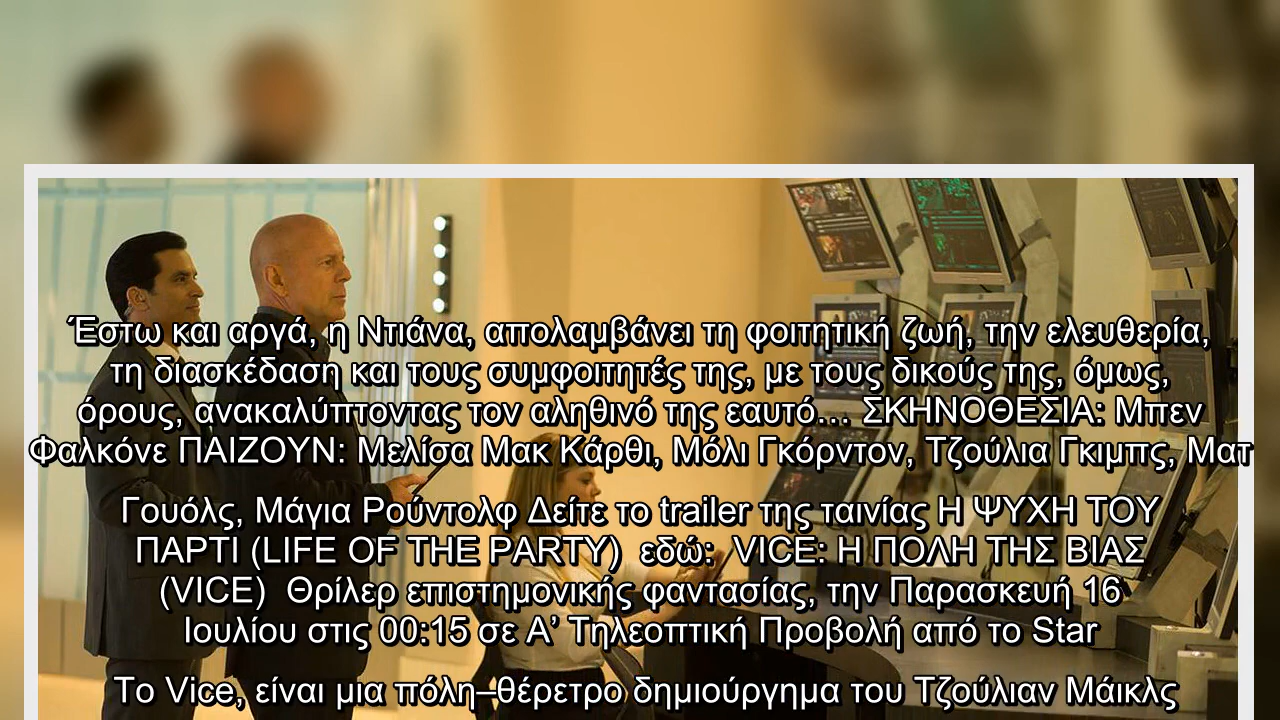 Έστω και αργά, η Ντιάνα, απολαμβάνει τη φοιτητική ζωή, την ελευθερία,
τη διασκέδαση και τους συμφοιτητές της, με τους δικούς της, όμως,
όρους, ανακαλύπτοντας τον αληθινό της εαυτό… ΣΚΗΝΟΘΕΣΙΑ: Μπεν
Φαλκόνε ΠΑΙΖΟΥΝ: Μελίσα Μακ Κάρθι, Μόλι Γκόρντον, Τζούλια Γκιμπς, Ματ
Γουόλς, Μάγια Ρούντολφ Δείτε το trailer της ταινίας Η ΨΥΧΗ ΤΟΥ
ΠΑΡΤΙ (LIFE OF THE PARTY)  εδώ:  VICE: Η ΠΟΛΗ ΤΗΣ ΒΙΑΣ
(VICE)  Θρίλερ επιστημονικής φαντασίας, την Παρασκευή 16
Ιουλίου στις 00:15 σε Α’ Τηλεοπτική Προβολή από το Star
Το Vice, είναι μια πόλη–θέρετρο δημιούργημα του Τζούλιαν Μάικλς